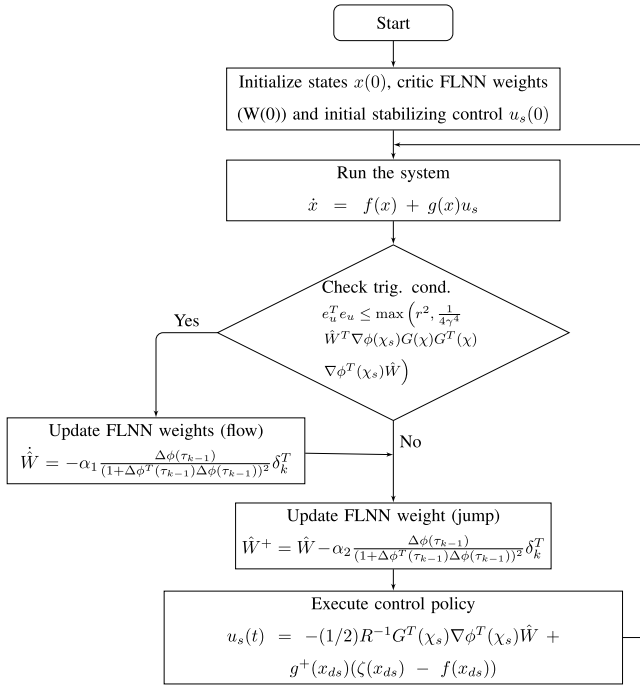 Start
Initialize states x(0), critic FLNN weights
(W(0)) and initial stabilizing control u_s(0)
Run the system
ẋ = f(x) + g(x)u_s
Check trig. cond.
e_u^T e_u ≤ max (r^2, \frac{1}{4γ^4}
Ŵ^T ∇ϕ(χ_s)G(χ)G^T(χ)
∇ϕ^T(χ_s)Ŵ)
Yes
No
Update FLNN weights (flow)
\dot{Ŵ} = −α_1 \frac{Δϕ(τ_{k−1})}{(1+Δϕ^T(τ_{k−1})Δϕ(τ_{k−1}))^2} δ_k^T
Update FLNN weight (jump)
Ŵ^+ = Ŵ−α_2 \frac{Δϕ(τ_{k−1})}{(1+Δϕ^T(τ_{k−1})Δϕ(τ_{k−1}))^2} δ_k^T
Execute control policy
u_s(t) = −(1/2)R^{−1}G^T(χ_s)∇ϕ^T(χ_s)Ŵ +
g^+(x_{ds})(ζ(x_{ds}) − f(x_{ds}))